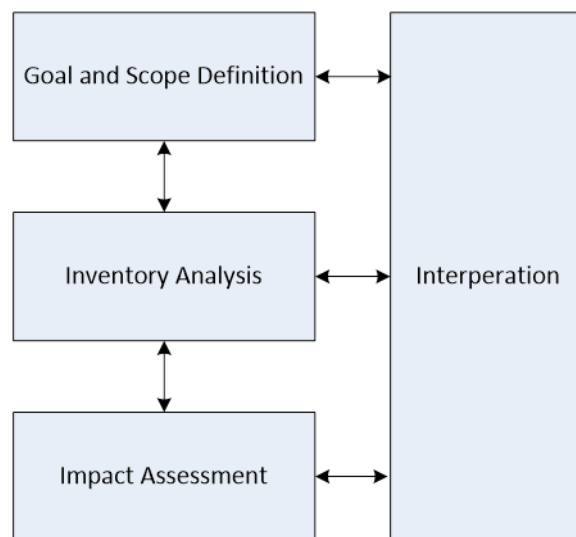 Goal and Scope Definition
Inventory Analysis
Interperation
Impact Assessment